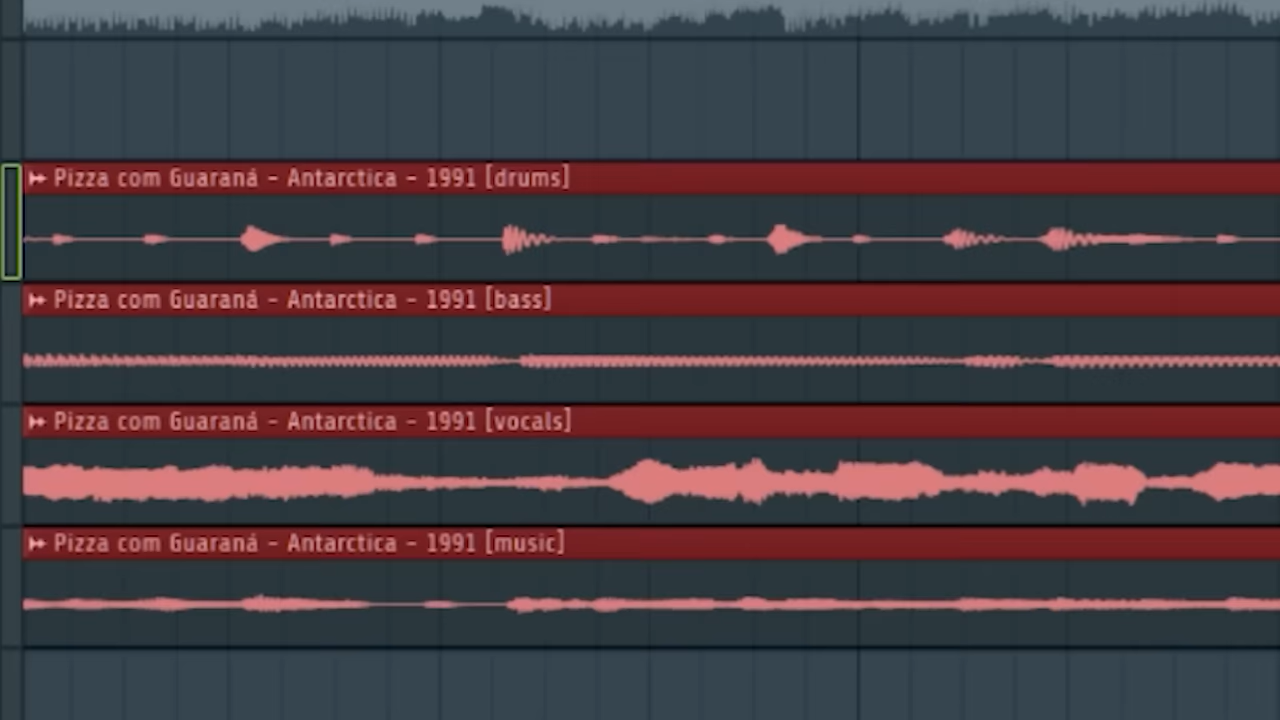 Pizza com Guaraná - Antarctica - 1991 [drums]
Pizza com Guaraná - Antarctica - 1991 [bass]
Pizza com Guaraná - Antarctica - 1991 [vocals]
Pizza com Guaraná - Antarctica - 1991 [music]